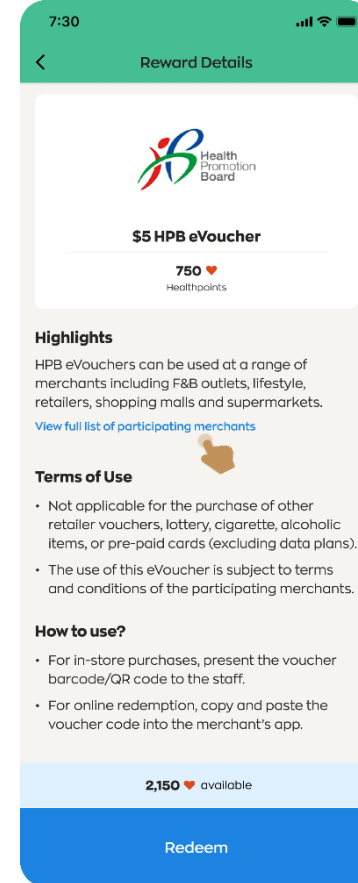 7:30
Reward Details
Health
Promotion
Board
$5 HPB eVoucher
750
Healthpoints
Highlights
HPB eVouchers can be used at a range of
merchants including F&B outlets, lifestyle,
retailers, shopping malls and supermarkets.
View full list of participating merchants
Terms of Use
• Not applicable for the purchase of other
retailer vouchers, lottery, cigarette, alcoholic
items, or pre-paid cards (excluding data plans).
• The use of this eVoucher is subject to terms
and conditions of the participating merchants.
How to use?
• For in-store purchases, present the voucher
barcode/QR code to the staff.
• For online redemption, copy and paste the
voucher code into the merchant's app.
2,150 available
Redeem